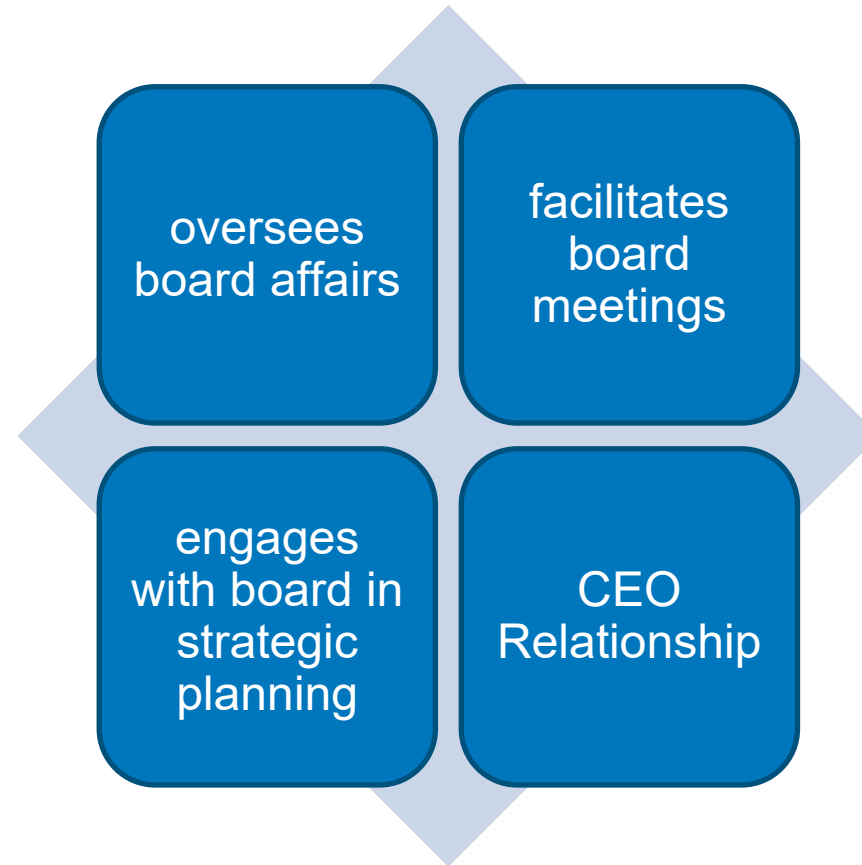 oversees
board affairs
facilitates
board
meetings
engages
with board in
strategic
planning
CEO
Relationship